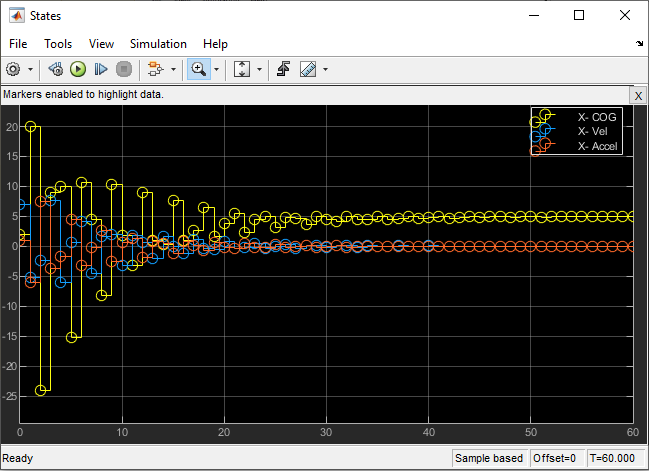 States
File Tools View Simulation Help
Markers enabled to highlight data.
X
X- COG
X- Vel
X- Accel
20
15
10
5
0
-5
-10
-15
-20
-25
0 10 20 30 40 50 60
Ready Sample based Offset=0 T=60.000